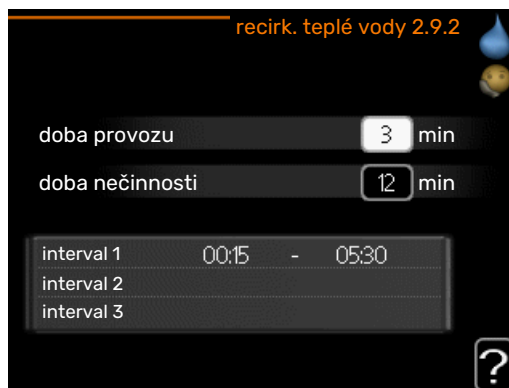 recirk. teplé vody 2.9.2
doba provozu 3 min
doba nečinnosti 12 min
interval 1 00:15 - 05:30
interval 2
interval 3
?